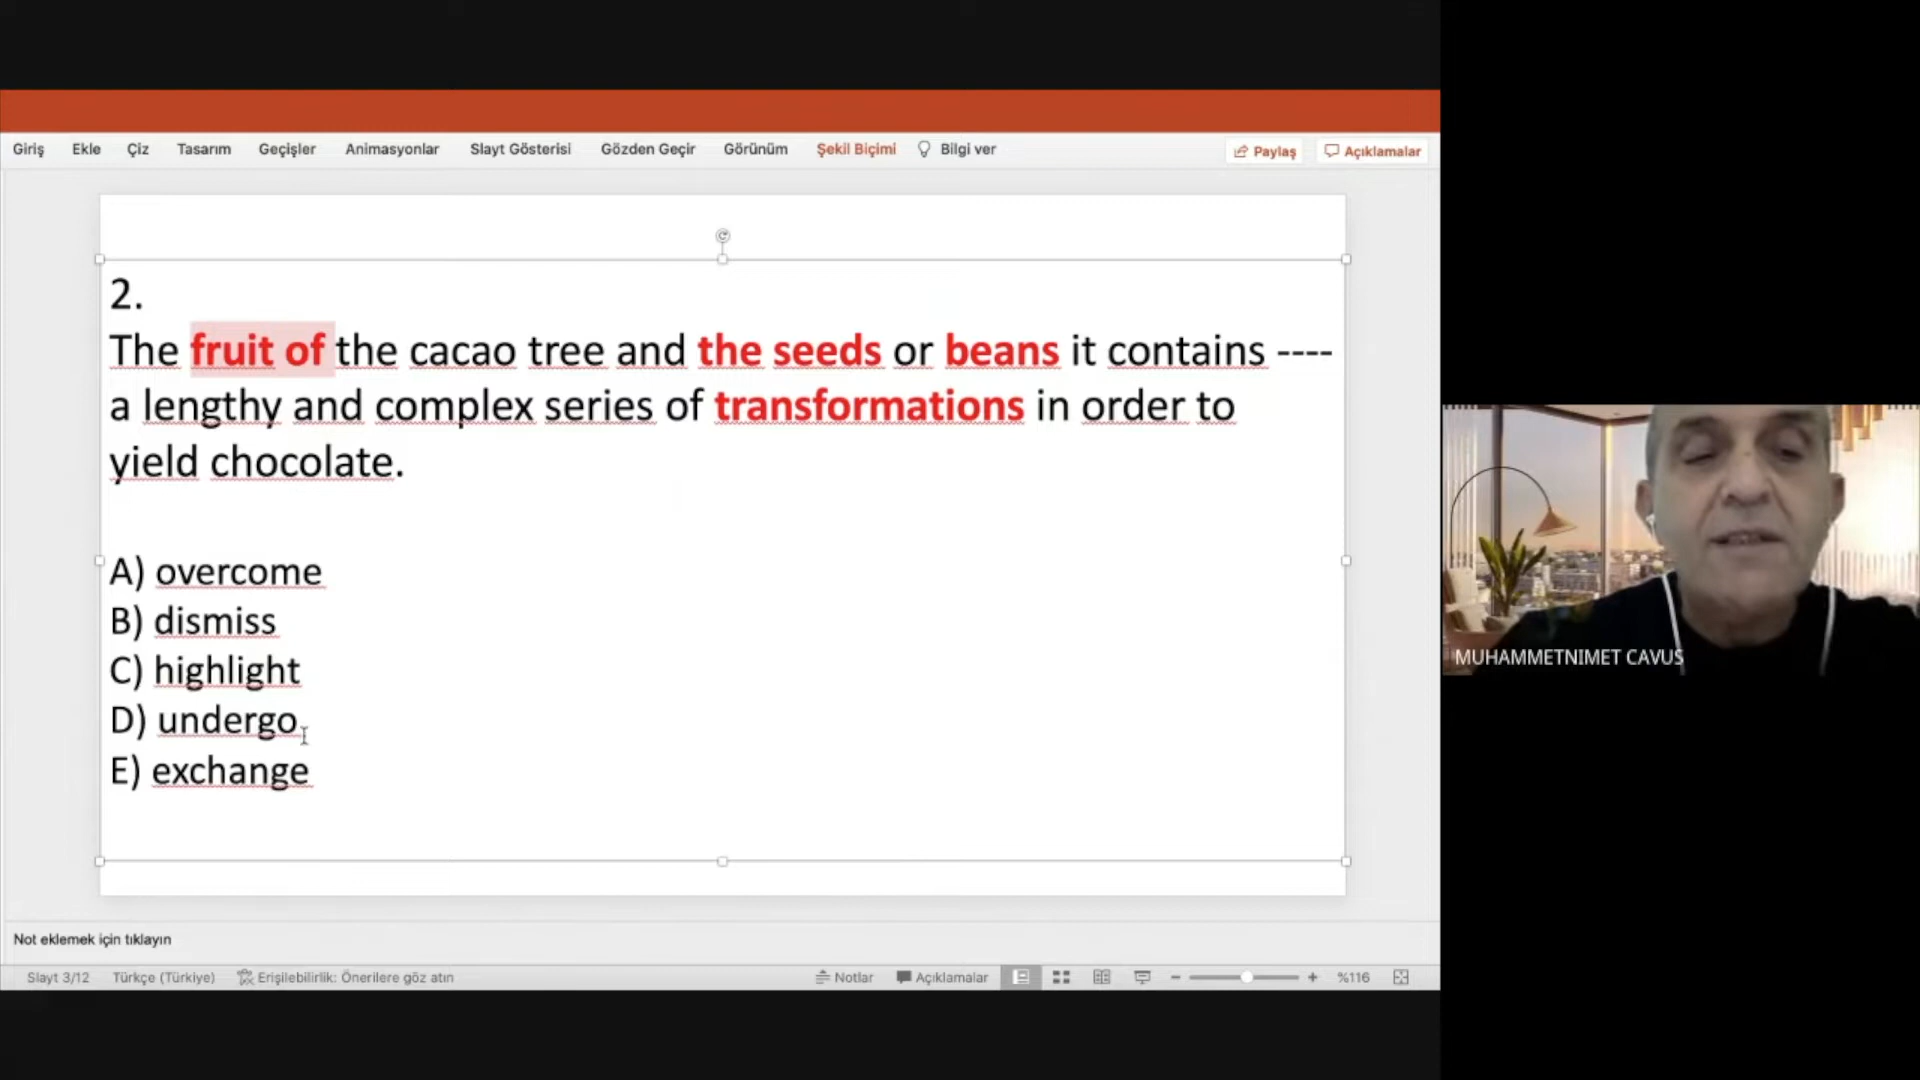 Giriş Ekle Çiz Tasarım Geçişler Animasyonlar Slayt Gösterisi Gözden Geçir Görünüm Şekil Biçimi Bilgi ver Paylaş Açıklamalar
2.
The fruit of the cacao tree and the seeds or beans it contains ----
a lengthy and complex series of transformations in order to
yield chocolate.
A) overcome
B) dismiss
C) highlight
D) undergo
E) exchange
MUHAMMETNIMET CAVUS
Not eklemek için tıklayın
Slayt 3/12 Türkçe (Türkiye) Erişilebilirlik: Önerilere göz atın Notlar Açıklamalar %116